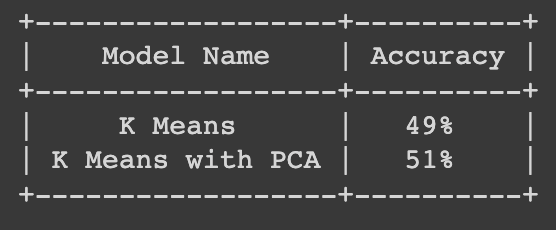 +------------------+----------+
|    Model Name    | Accuracy |
+------------------+----------+
|     K Means      |   49%    |
| K Means with PCA |   51%    |
+------------------+----------+